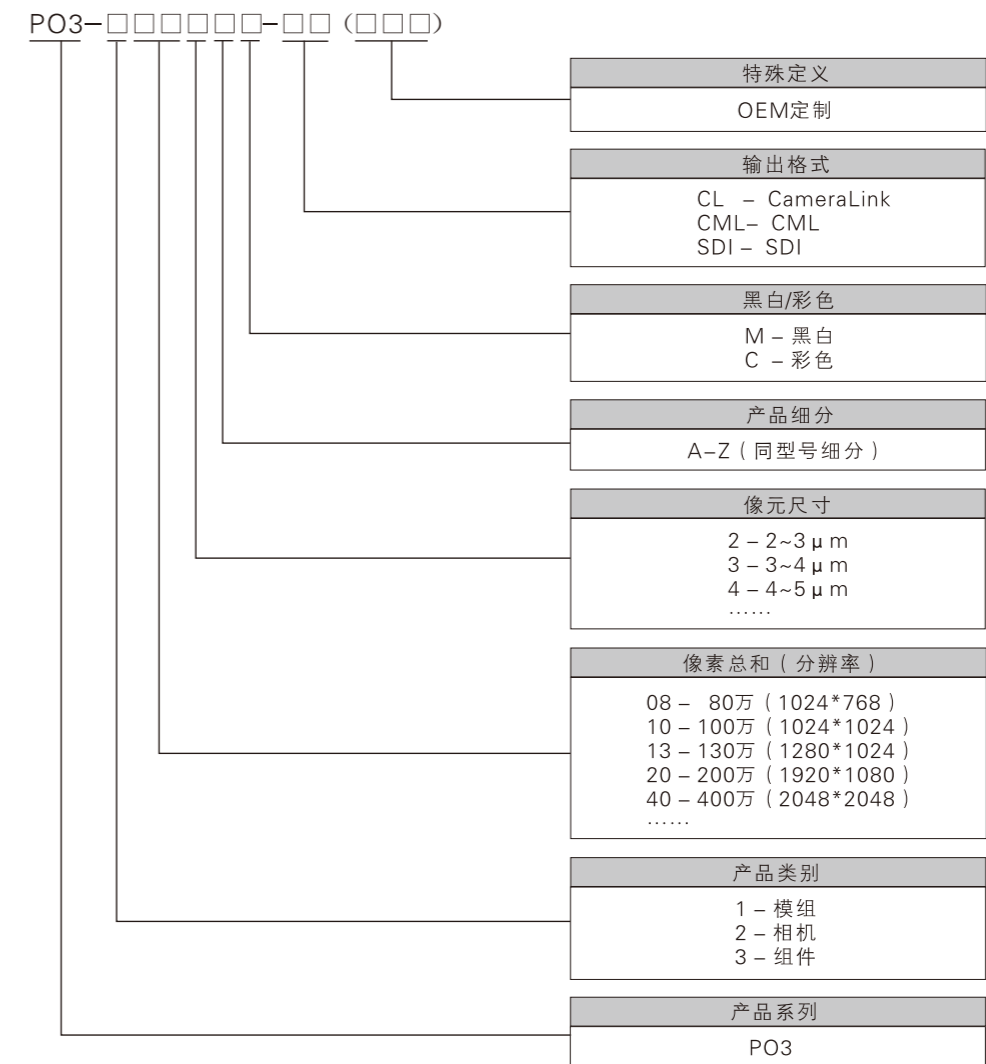 PO3-□□□□□□-□□（□□□）
特殊定义
OEM定制
输出格式
CL – CameraLink
CML– CML
SDI – SDI
黑白/彩色
M – 黑白
C – 彩色
产品细分
A–Z（同型号细分）
像元尺寸
2 – 2~3μm
3 – 3~4μm
4 – 4~5μm
……
像素总和（分辨率）
08 – 80万（1024*768）
10 – 100万（1024*1024）
13 – 130万（1280*1024）
20 – 200万（1920*1080）
40 – 400万（2048*2048）
……
产品类别
1 – 模组
2 – 相机
3 – 组件
产品系列
PO3